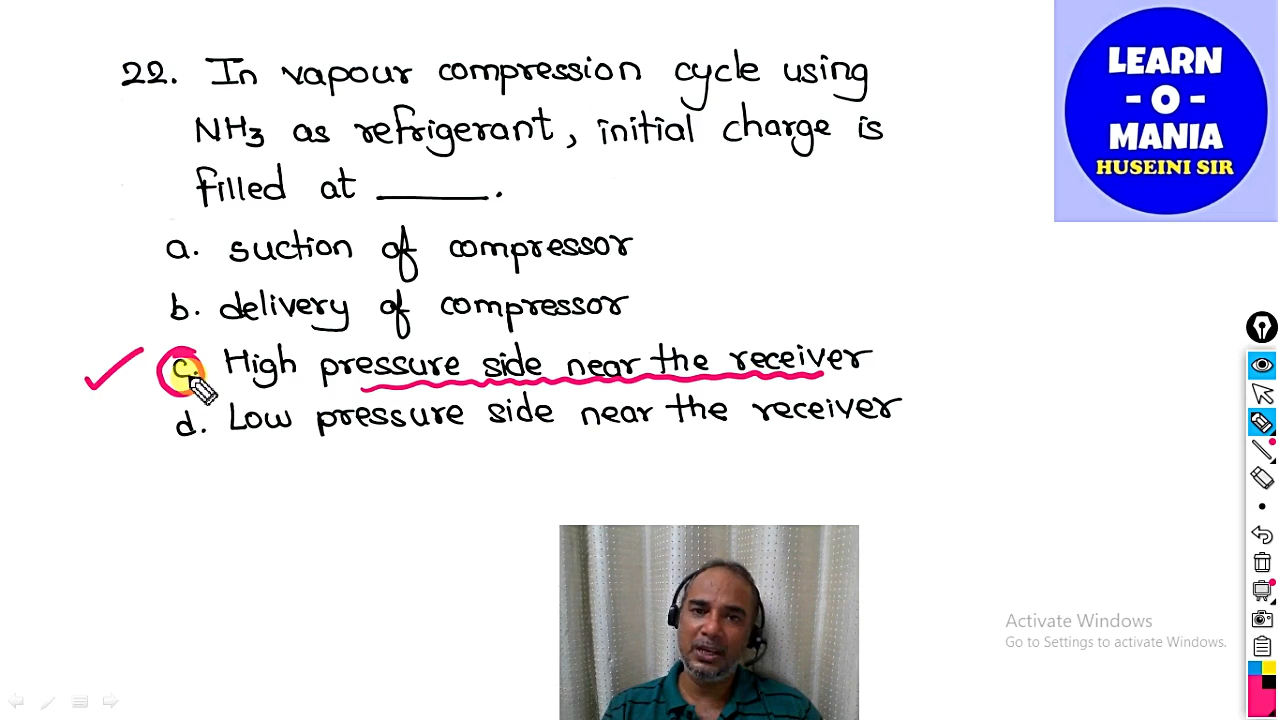 22. In vapour compression cycle using
NH3 as refrigerant, initial charge is
filled at ______.
a. suction of compressor
b. delivery of compressor
c. High pressure side near the receiver
d. Low pressure side near the receiver
LEARN
- O -
MANIA
HUSEINI SIR
Activate Windows
Go to Settings to activate Windows.